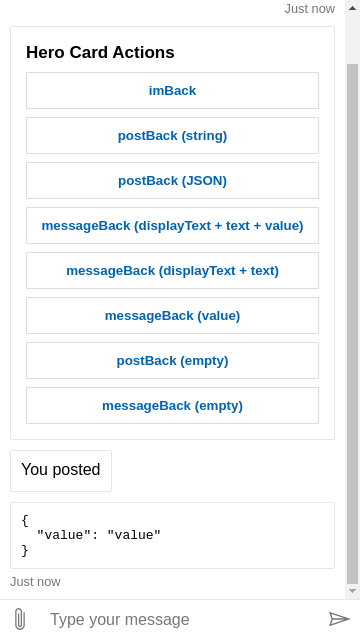 Just now
Hero Card Actions
imBack
postBack (string)
postBack (JSON)
messageBack (displayText + text + value)
messageBack (displayText + text)
messageBack (value)
postBack (empty)
messageBack (empty)
You posted
{
  "value": "value"
}
Just now
Type your message